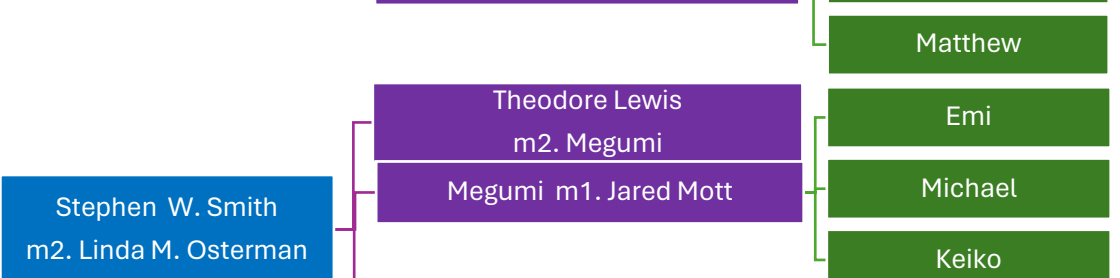 Matthew
Theodore Lewis
m2. Megumi
Emi
Megumi  m1. Jared Mott
Michael
Stephen  W. Smith
m2. Linda M. Osterman
Keiko